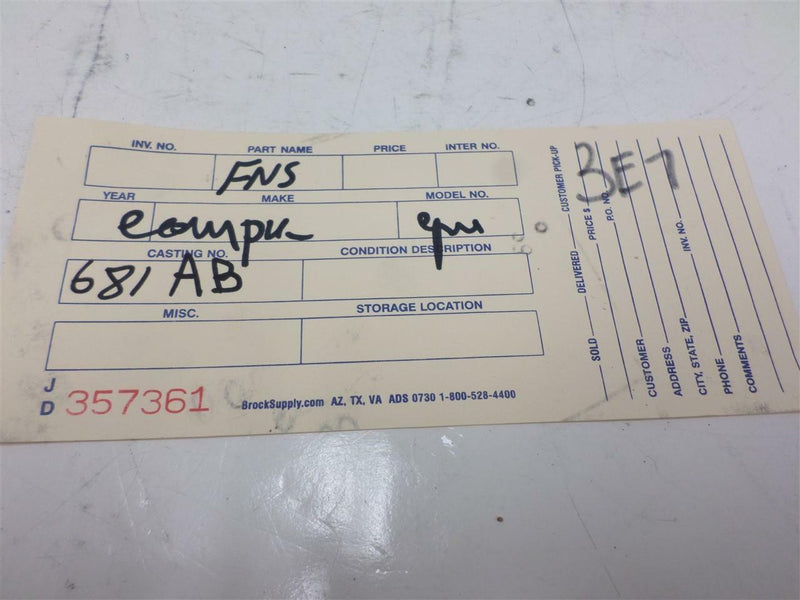 INV. NO. PART NAME PRICE INTER NO.
FNS
YEAR MAKE MODEL NO.
CASTING NO. CONDITION DESCRIPTION
681 AB
MISC. STORAGE LOCATION
JD 357361 BrockSupply.com AZ, TX, VA ADS 0730 1-800-528-4400
3E7
SOLD DELIVERED CUSTOMER PICK-UP
PRICE $ P.O. NO.
CUSTOMER
ADDRESS
CITY, STATE, ZIP INV. NO.
PHONE
COMMENTS